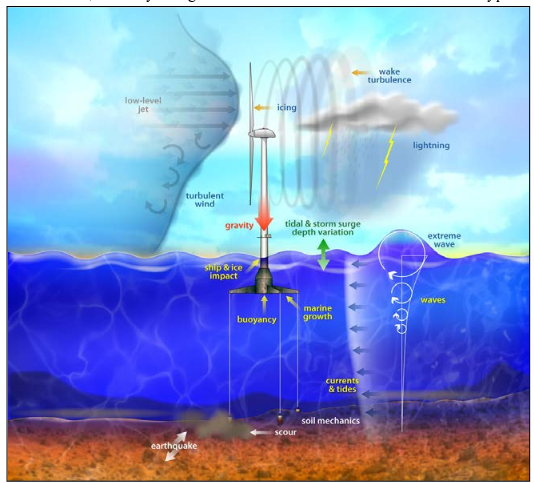 wake
turbulence
low-level
jet
icing
lightning
turbulent
wind
gravity
tidal & storm surge
depth variation
extreme
wave
ship & ice
impact
waves
buoyancy
marine
growth
currents
& tides
soil mechanics
scour
earthquake